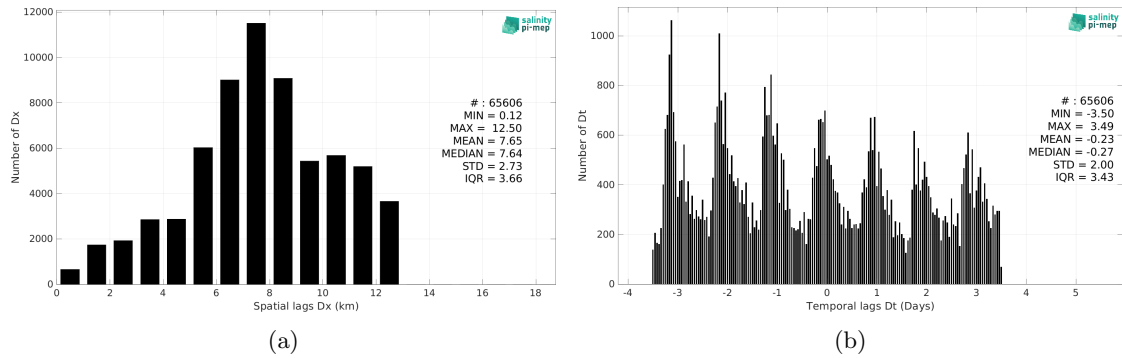 12000
10000
8000
6000
4000
2000
0
Number of Dx
salinity
pi-mep
# : 65606
MIN = 0.12
MAX = 12.50
MEAN = 7.65
MEDIAN = 7.64
STD = 2.73
IQR = 3.66
0 2 4 6 8 10 12 14 16 18
Spatial lags Dx (km)
(a)
1000
800
600
400
200
0
Number of Dt
salinity
pi-mep
# : 65606
MIN = -3.50
MAX = 3.49
MEAN = -0.23
MEDIAN = -0.27
STD = 2.00
IQR = 3.43
-4 -3 -2 -1 0 1 2 3 4 5
Temporal lags Dt (Days)
(b)